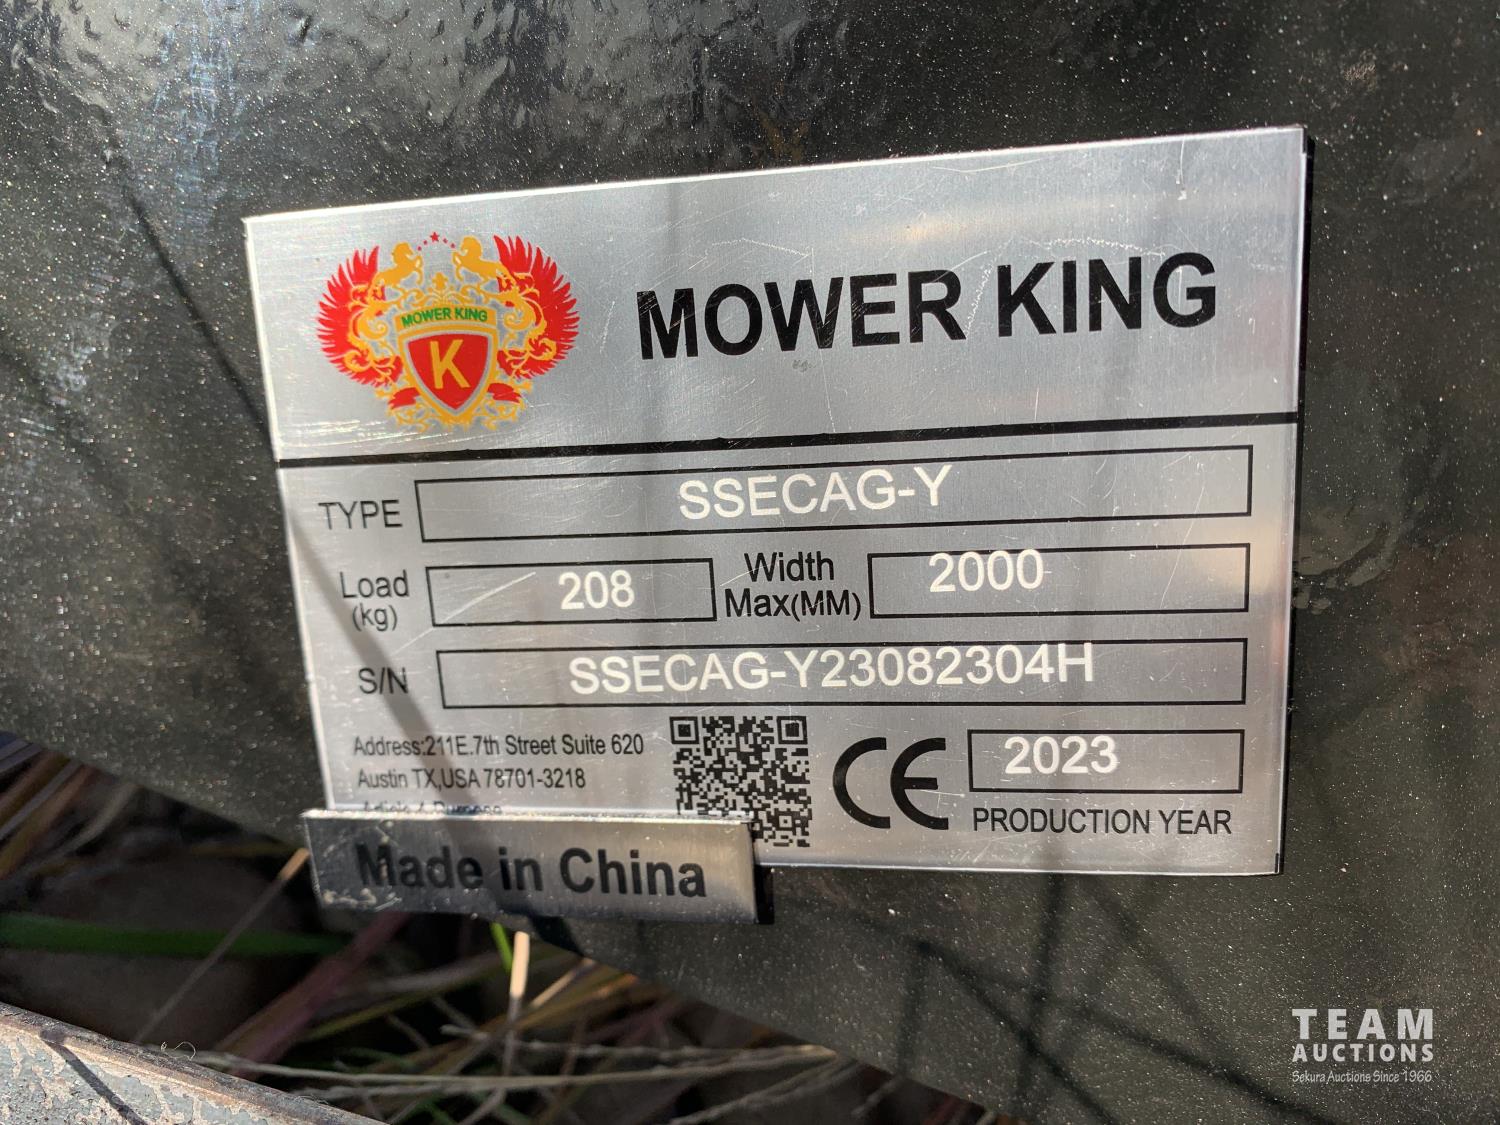 MOWER KING
K
MOWER KING
TYPE SSECAG-Y
Load (kg) 208 Width Max(MM) 2000
S/N SSECAG-Y23082304H
Address:211E.7th Street Suite 620
Austin TX,USA 78701-3218
Made in China
CE
2023
PRODUCTION YEAR
TEAM
AUCTIONS
Sekura Auctions Since 1966